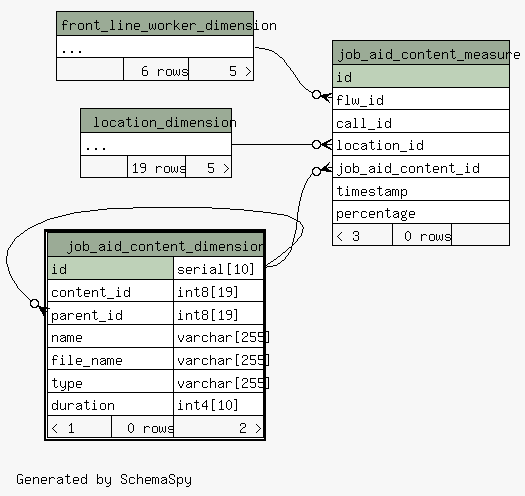 front_line_worker_dimension
...
6 rows 5 >
location_dimension
...
19 rows 5 >
job_aid_content_measure
id
flw_id
call_id
location_id
job_aid_content_id
timestamp
percentage
< 3 0 rows
job_aid_content_dimension
id serial[10]
content_id int8[19]
parent_id int8[19]
name varchar[255]
file_name varchar[255]
type varchar[255]
duration int4[10]
< 1 0 rows 2 >
Generated by SchemaSpy